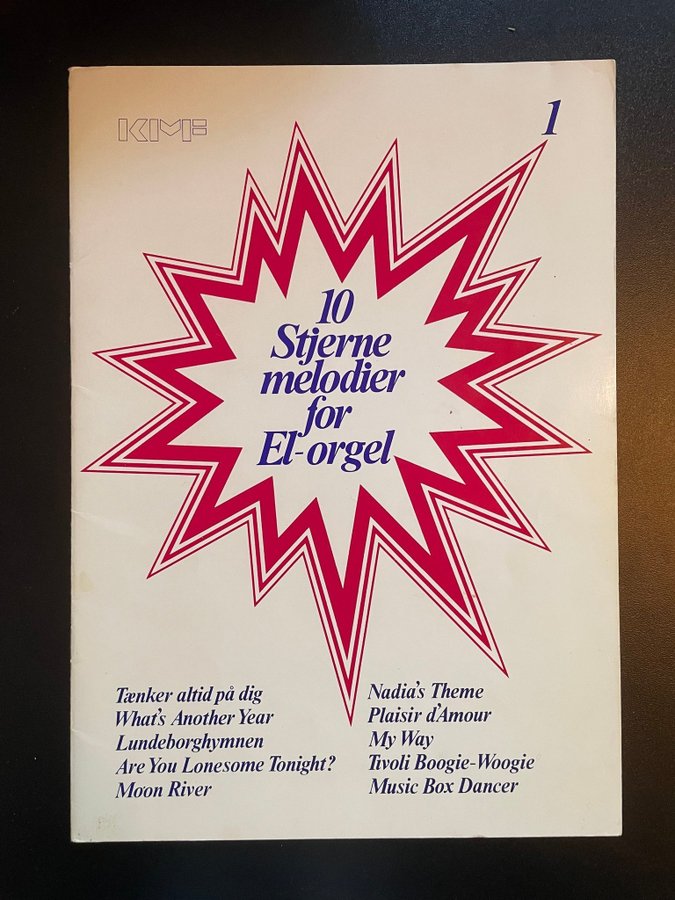 KMF
1
10
Stjerne
melodier
for
El-orgel
Tænker altid på dig
What's Another Year
Lundeborghymnen
Are You Lonesome Tonight?
Moon River
Nadia's Theme
Plaisir d'Amour
My Way
Tivoli Boogie-Woogie
Music Box Dancer